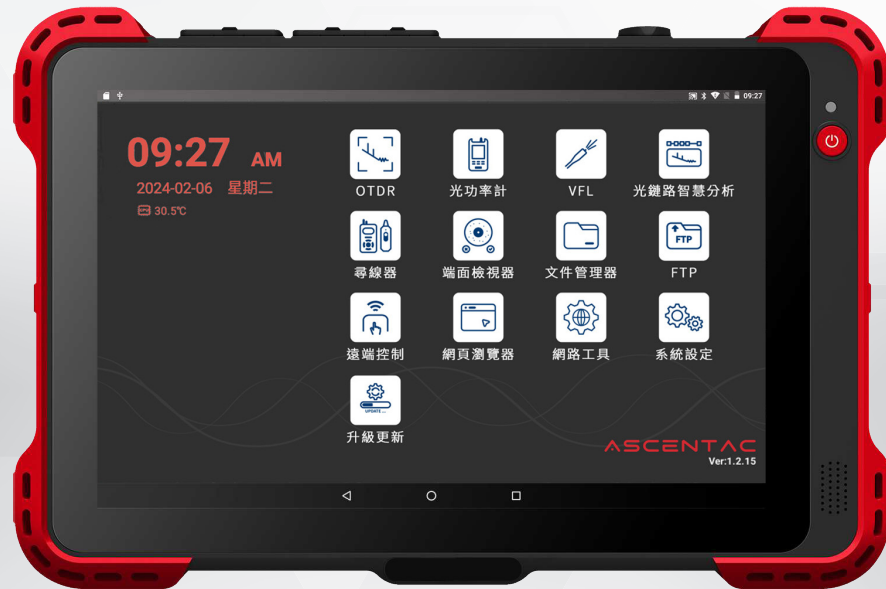 09:27
09:27 AM
2024-02-06 星期二
30.5℃
OTDR
光功率計
VFL
光鏈路智慧分析
尋線器
端面檢視器
文件管理器
FTP
FTP
遠端控制
網頁瀏覽器
網路工具
系統設定
UPDATE ...
升級更新
ASCENTAC
Ver:1.2.15